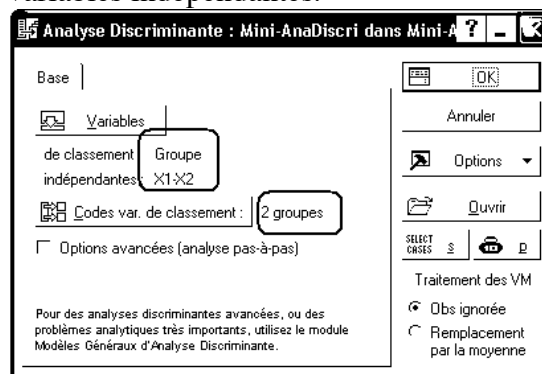 Analyse Discriminante : Mini-AnaDiscri dans Mini-A
Base
OK
Variables
Annuler
de classement : Groupe
indépendantes : X1-X2
Options
Codes var. de classement : 2 groupes
Ouvrir
Options avancées (analyse pas-à-pas)
SELECT CASES S D
Traitement des VM
Obs ignorée
Remplacement par la moyenne
Pour des analyses discriminantes avancées, ou des
problèmes analytiques très importants, utilisez le module
Modèles Généraux d'Analyse Discriminante.